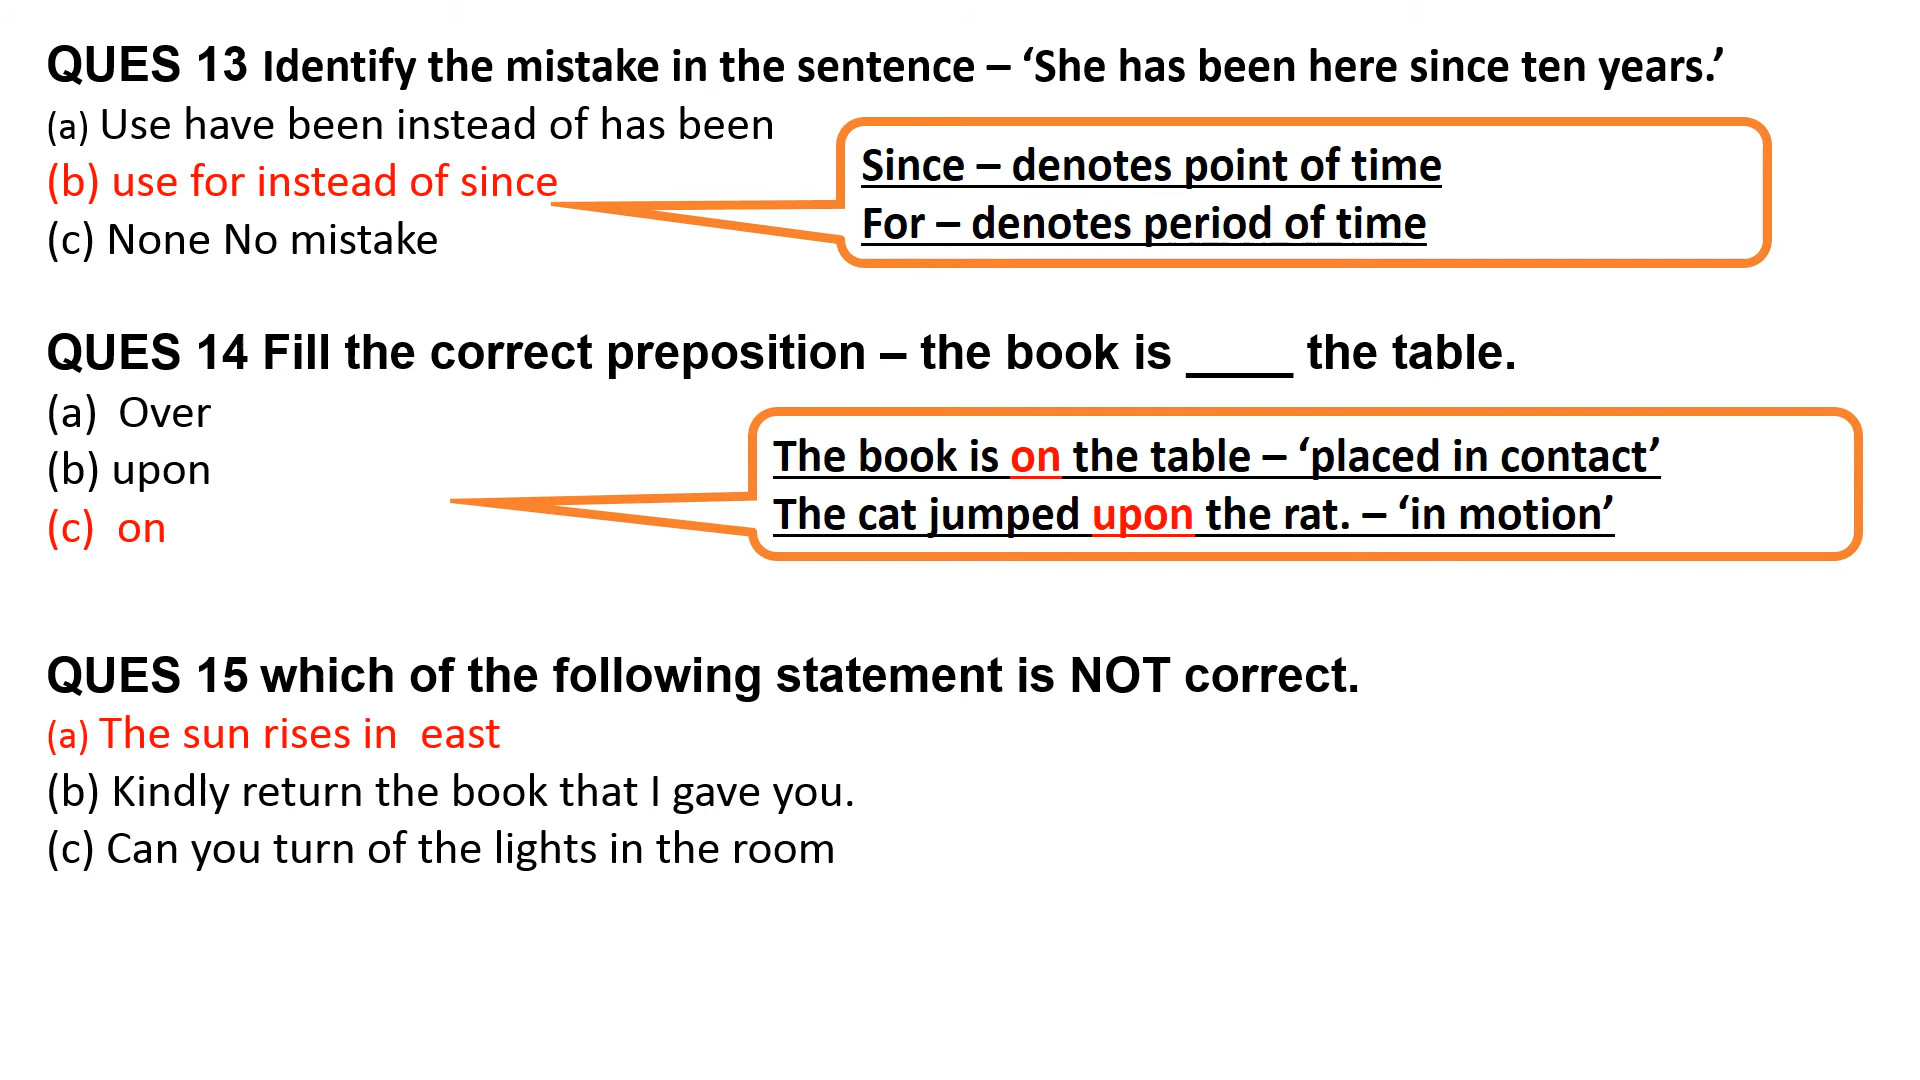 QUES 13 Identify the mistake in the sentence – ‘She has been here since ten years.’
(a) Use have been instead of has been
(b) use for instead of since
(c) None No mistake
Since – denotes point of time
For – denotes period of time
QUES 14 Fill the correct preposition – the book is ____ the table.
(a) Over
(b) upon
(c) on
The book is on the table – ‘placed in contact’
The cat jumped upon the rat. – ‘in motion’
QUES 15 which of the following statement is NOT correct.
(a) The sun rises in east
(b) Kindly return the book that I gave you.
(c) Can you turn of the lights in the room